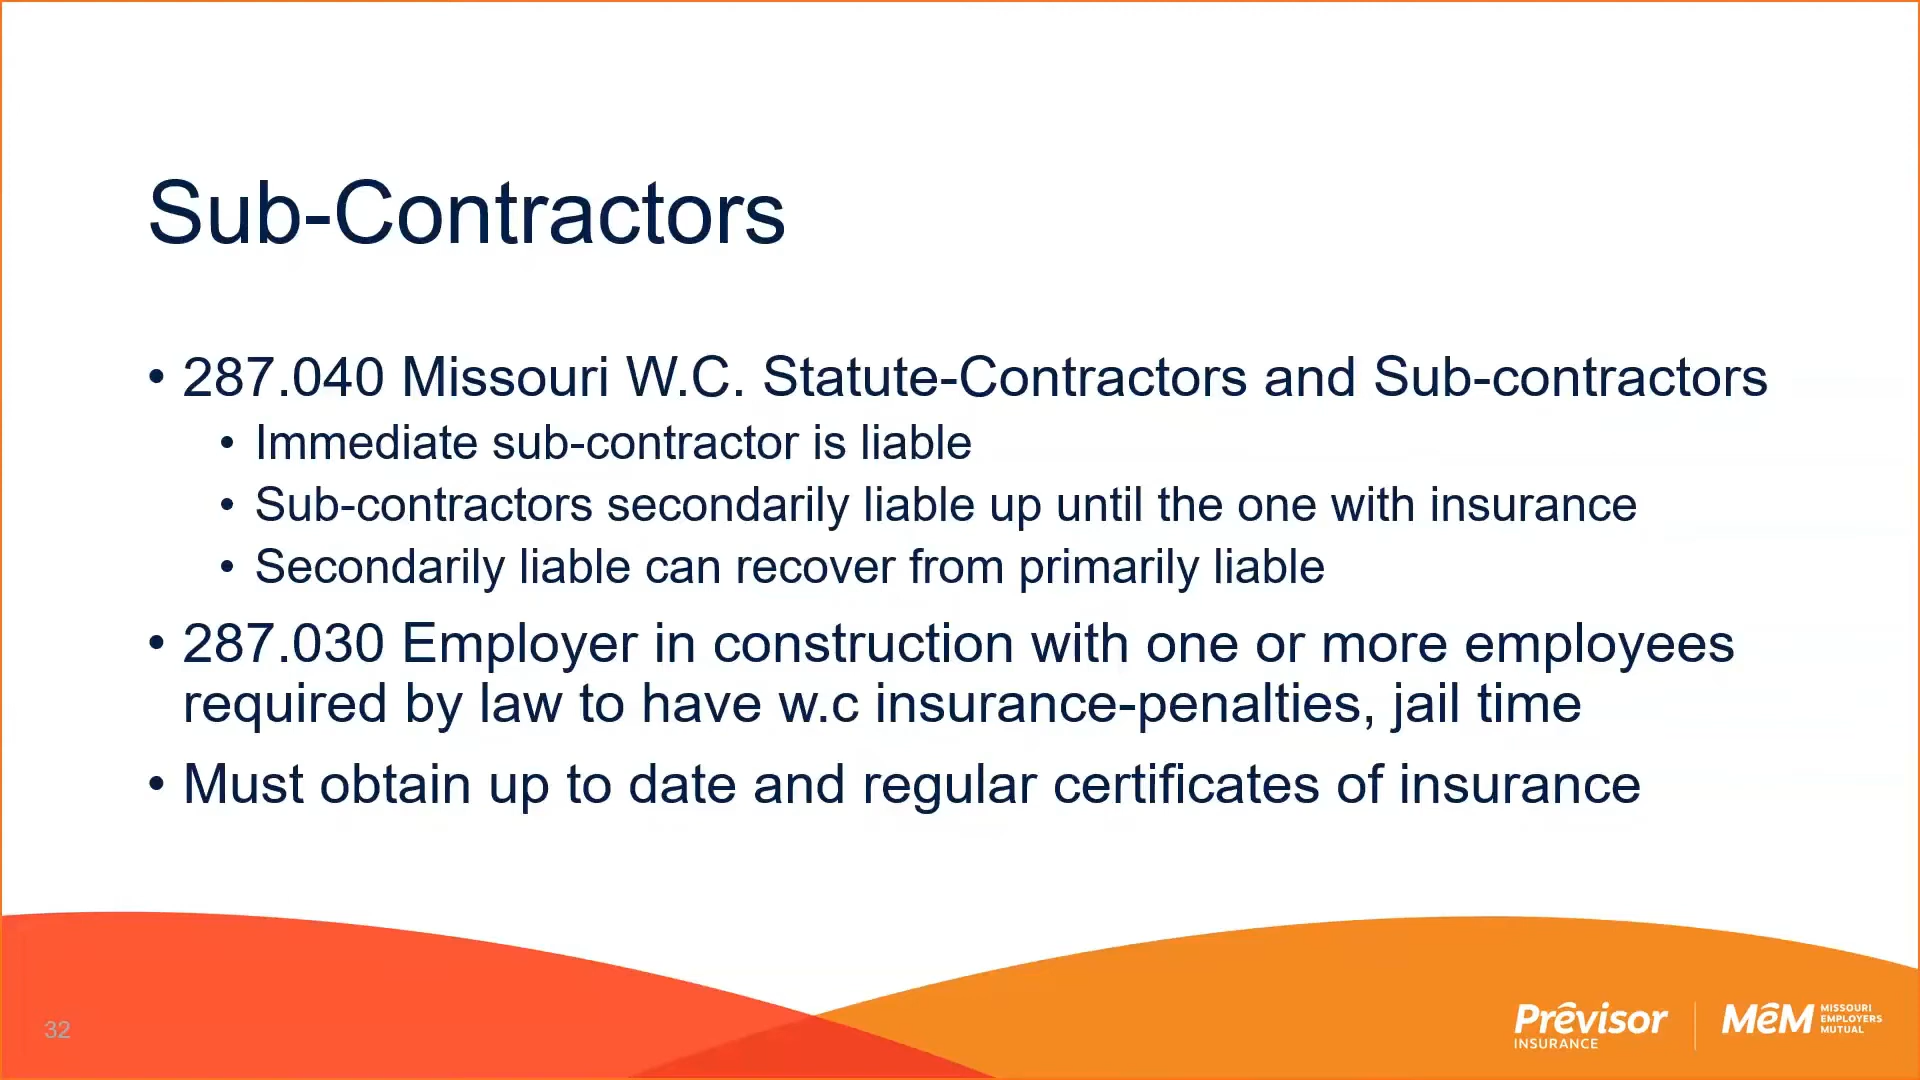 Sub-Contractors
• 287.040 Missouri W.C. Statute-Contractors and Sub-contractors
• Immediate sub-contractor is liable
• Sub-contractors secondarily liable up until the one with insurance
• Secondarily liable can recover from primarily liable
• 287.030 Employer in construction with one or more employees
required by law to have w.c insurance-penalties, jail time
• Must obtain up to date and regular certificates of insurance
32
Prēvisor
INSURANCE
MēM
MISSOURI
EMPLOYERS
MUTUAL